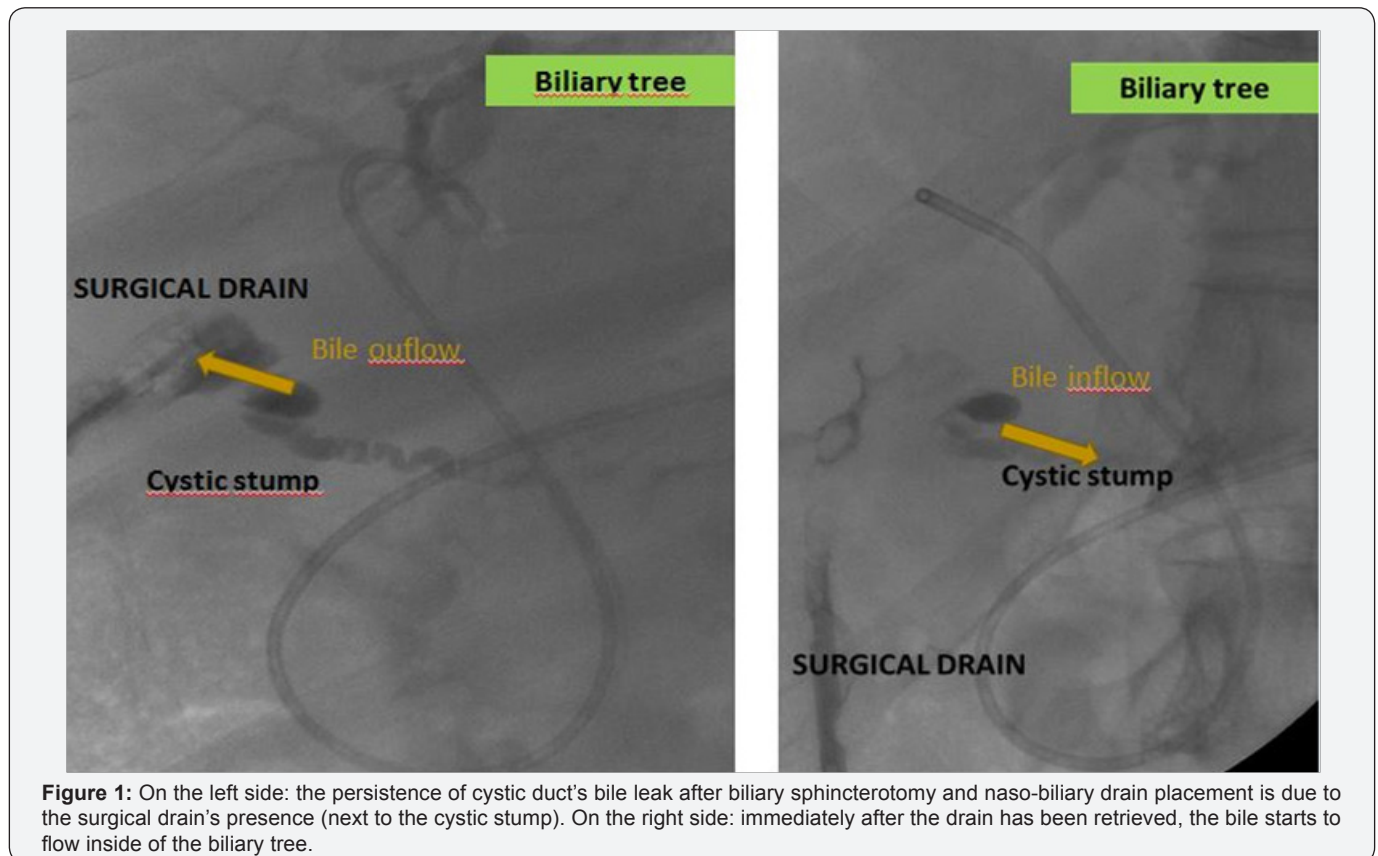 Biliary tree
SURGICAL DRAIN
Bile ouflow
Cystic stump
Biliary tree
Bile inflow
Cystic stump
SURGICAL DRAIN
Figure 1: On the left side: the persistence of cystic duct's bile leak after biliary sphincterotomy and naso-biliary drain placement is due to
the surgical drain's presence (next to the cystic stump). On the right side: immediately after the drain has been retrieved, the bile starts to
flow inside of the biliary tree.